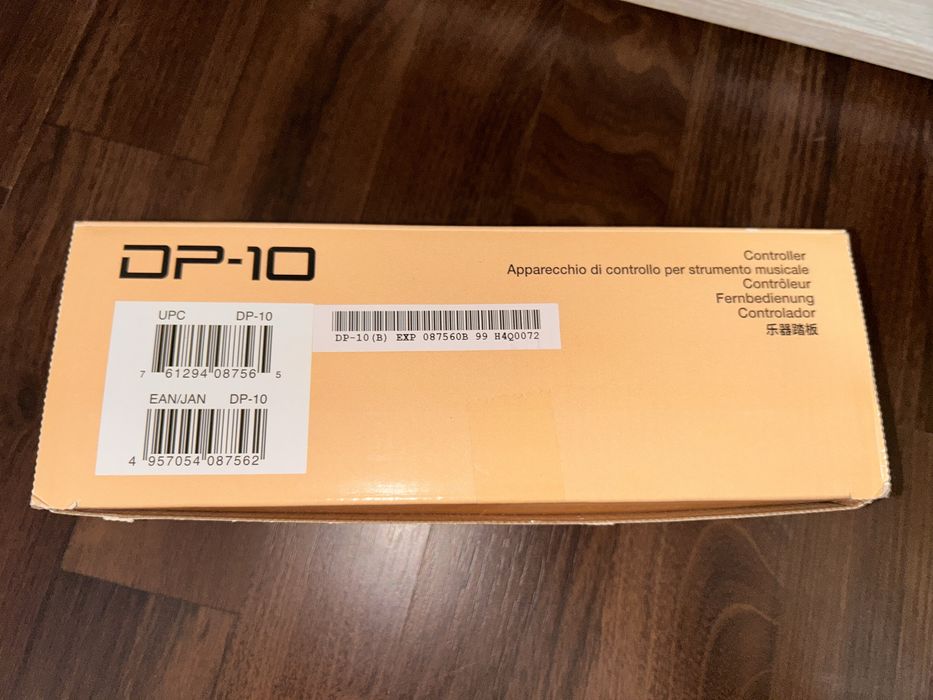 DP-10
UPC DP-10
7 61294 08756 5
EAN/JAN DP-10
4 957054 087562
DP-10(B) EXP 087560B 99 H4Q0072
Controller
Apparecchio di controllo per strumento musicale
Contrôleur
Fernbedienung
Controlador
乐器踏板